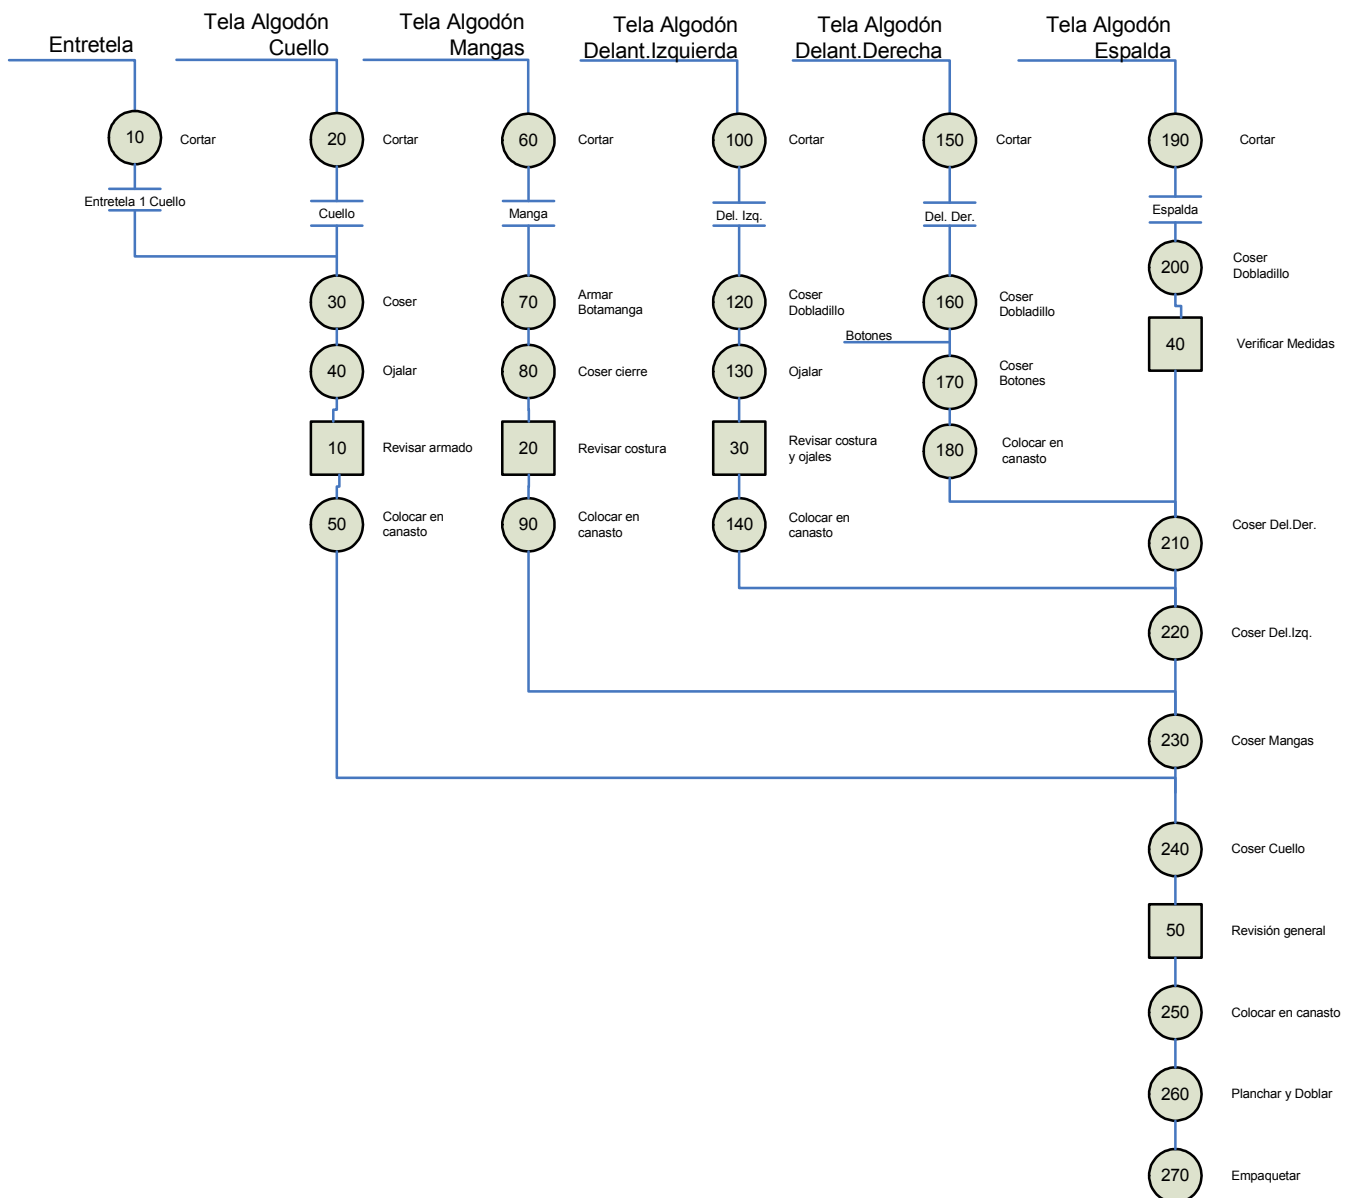 Entretela
Tela Algodón
Cuello
Tela Algodón
Mangas
Tela Algodón
Delant.Izquierda
Tela Algodón
Delant.Derecha
Tela Algodón
Espalda
10
Cortar
20
Cortar
60
Cortar
100
Cortar
150
Cortar
190
Cortar
Entretela 1 Cuello
Cuello
Manga
Del. Izq.
Del. Der.
Espalda
200
Coser
Dobladillo
30
Coser
70
Armar
Botamanga
120
Coser
Dobladillo
160
Coser
Dobladillo
Botones
40
Verificar Medidas
40
Ojalar
80
Coser cierre
130
Ojalar
170
Coser
Botones
10
Revisar armado
20
Revisar costura
30
Revisar costura
y ojales
180
Colocar en
canasto
50
Colocar en
canasto
90
Colocar en
canasto
140
Colocar en
canasto
210
Coser Del.Der.
220
Coser Del.Izq.
230
Coser Mangas
240
Coser Cuello
50
Revisión general
250
Colocar en canasto
260
Planchar y Doblar
270
Empaquetar